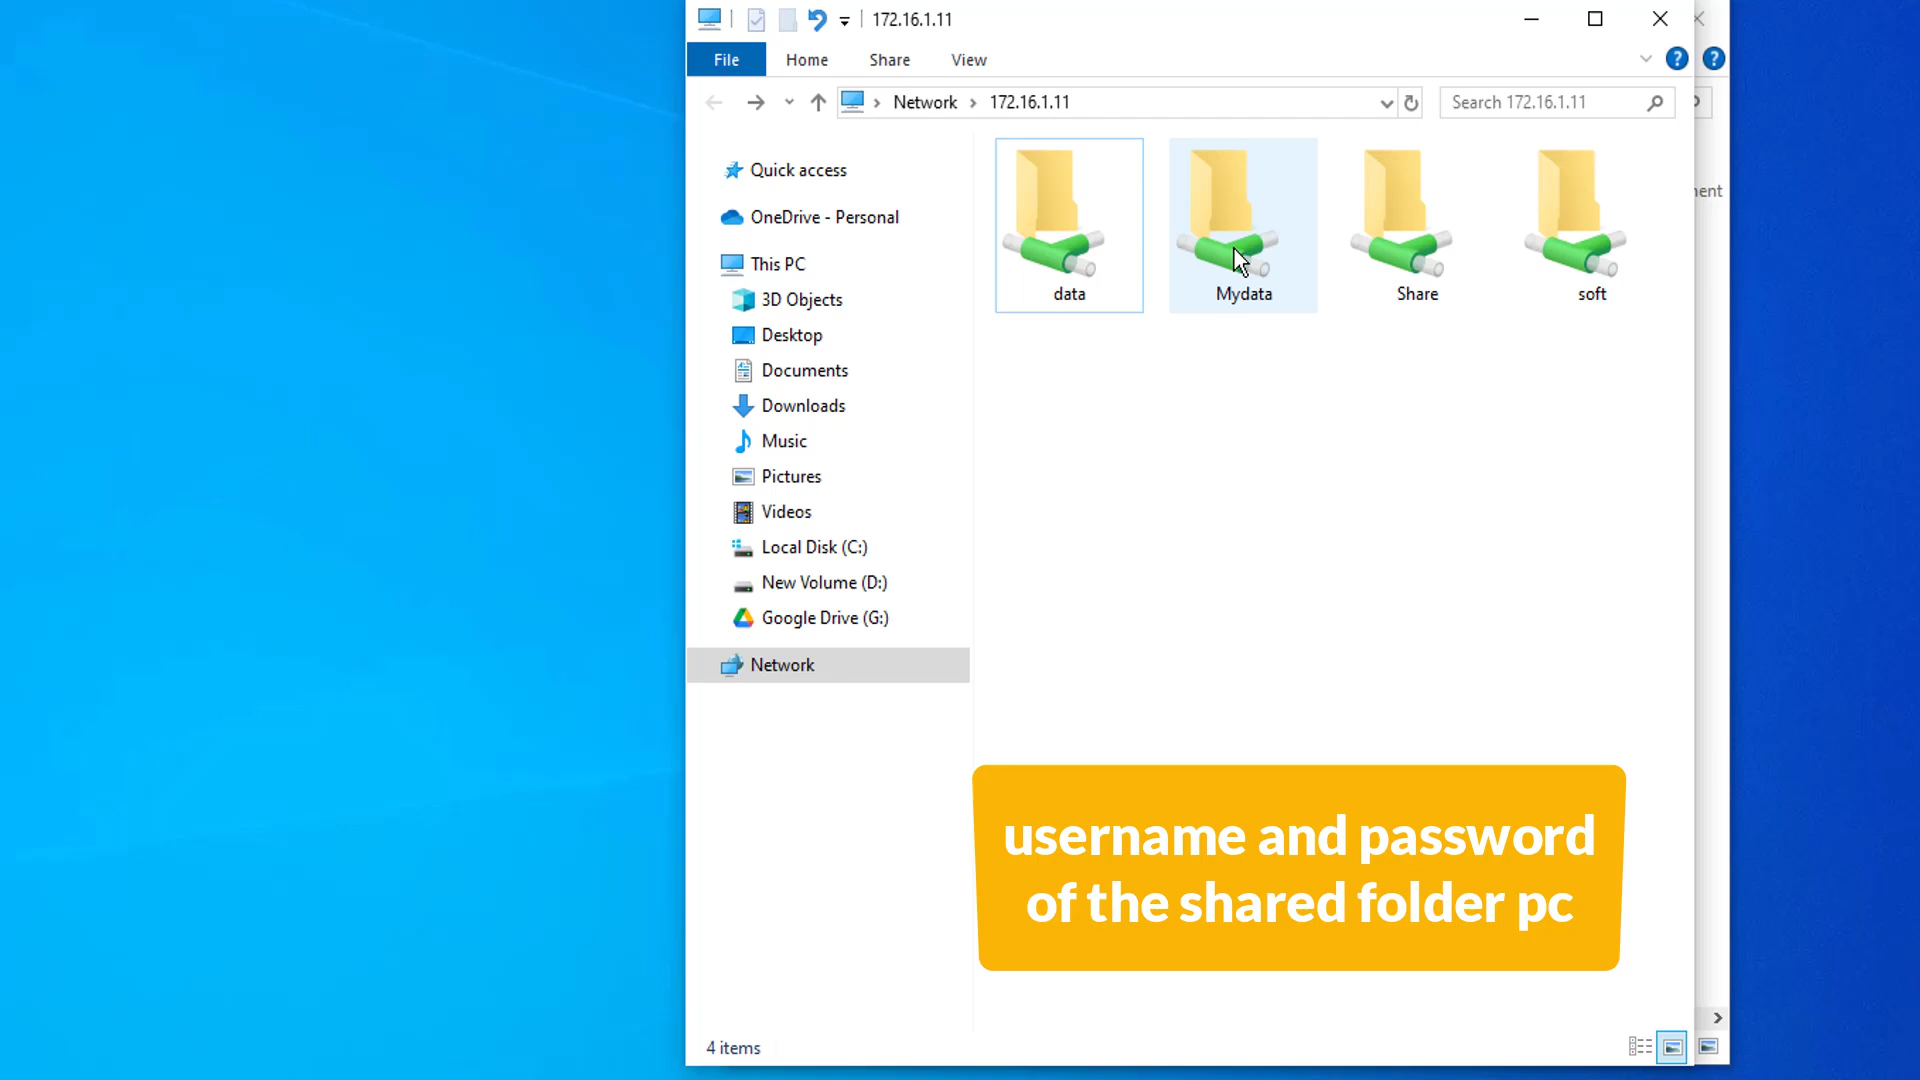 172.16.1.11
File Home Share View
Network > 172.16.1.11
Search 172.16.1.11
Quick access
OneDrive - Personal
This PC
3D Objects
Desktop
Documents
Downloads
Music
Pictures
Videos
Local Disk (C:)
New Volume (D:)
Google Drive (G:)
Network
data Mydata Share soft
nent
username and password
of the shared folder pc
4 items